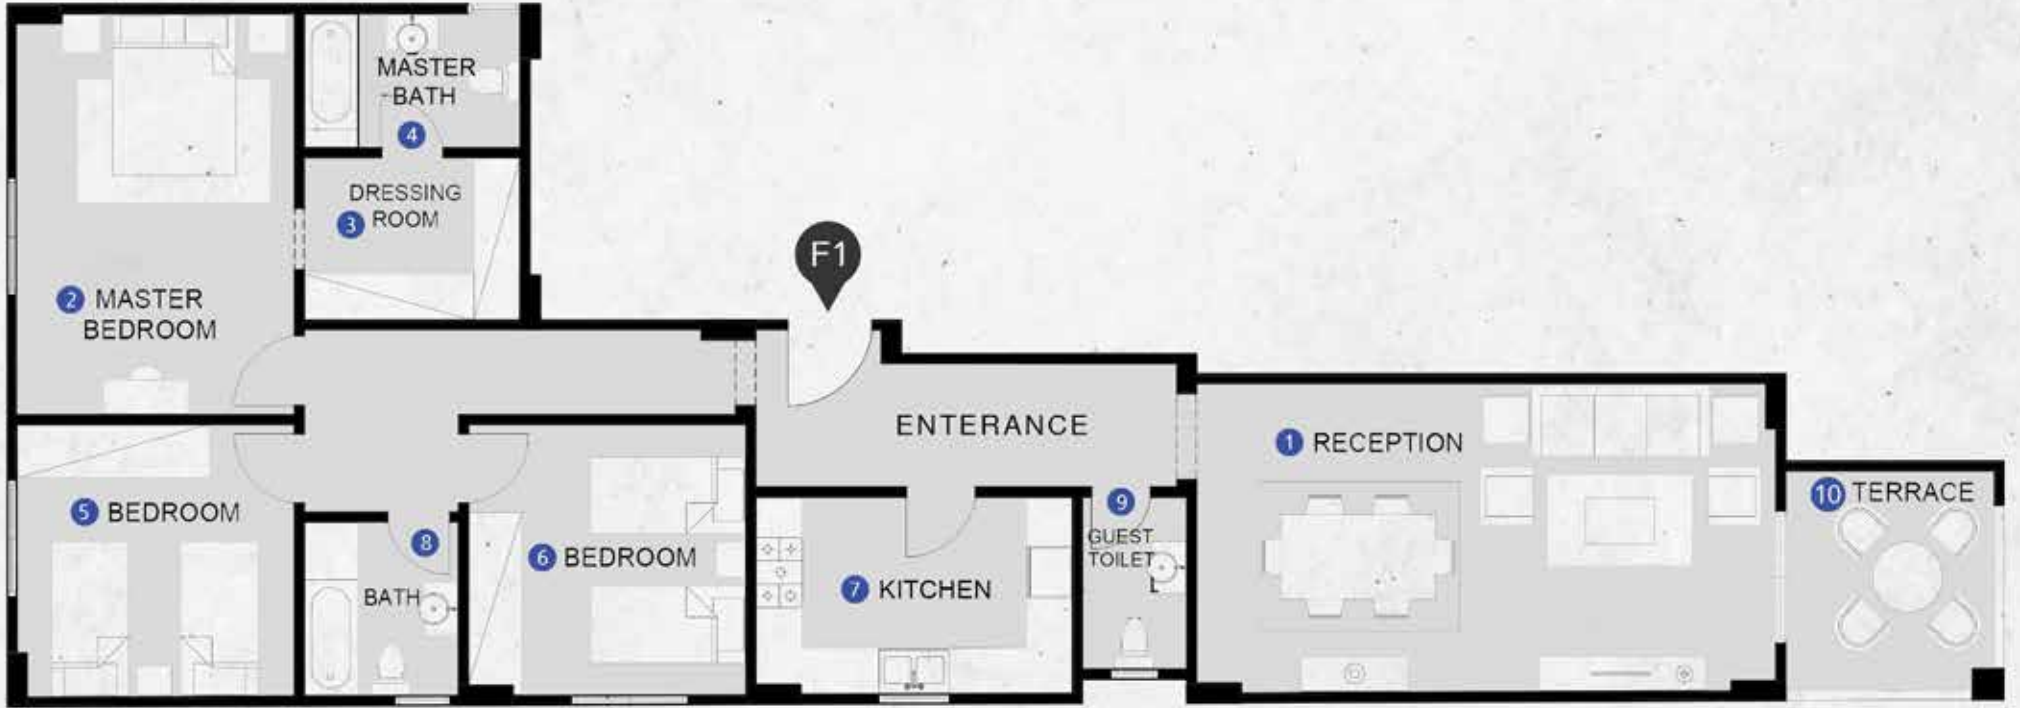 MASTER
BATH
4
DRESSING
3 ROOM
F1
2 MASTER
BEDROOM
ENTERANCE
1 RECEPTION
5 BEDROOM
8
BATH
6 BEDROOM
7 KITCHEN
9
GUEST
TOILET
10 TERRACE